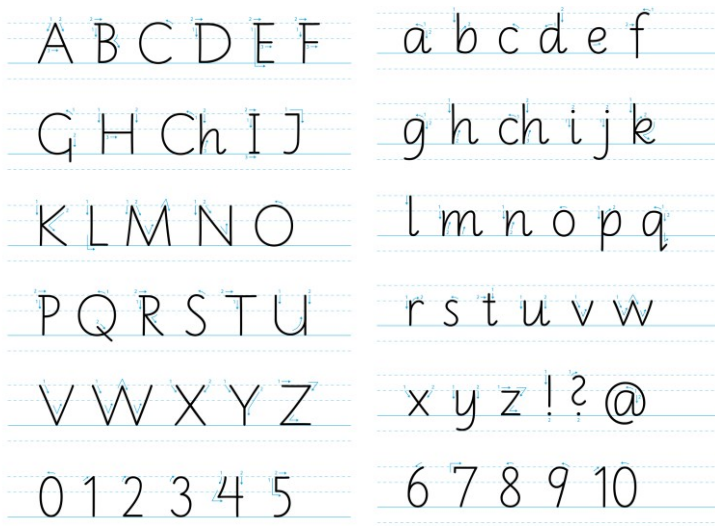 A B C D E F
G H Ch I J
K L M N O
P Q R S T U
V W X Y Z
0 1 2 3 4 5
a b c d e f
g h ch i j k
l m n o p q
r s t u v w
x y z ! ? @
6 7 8 9 10